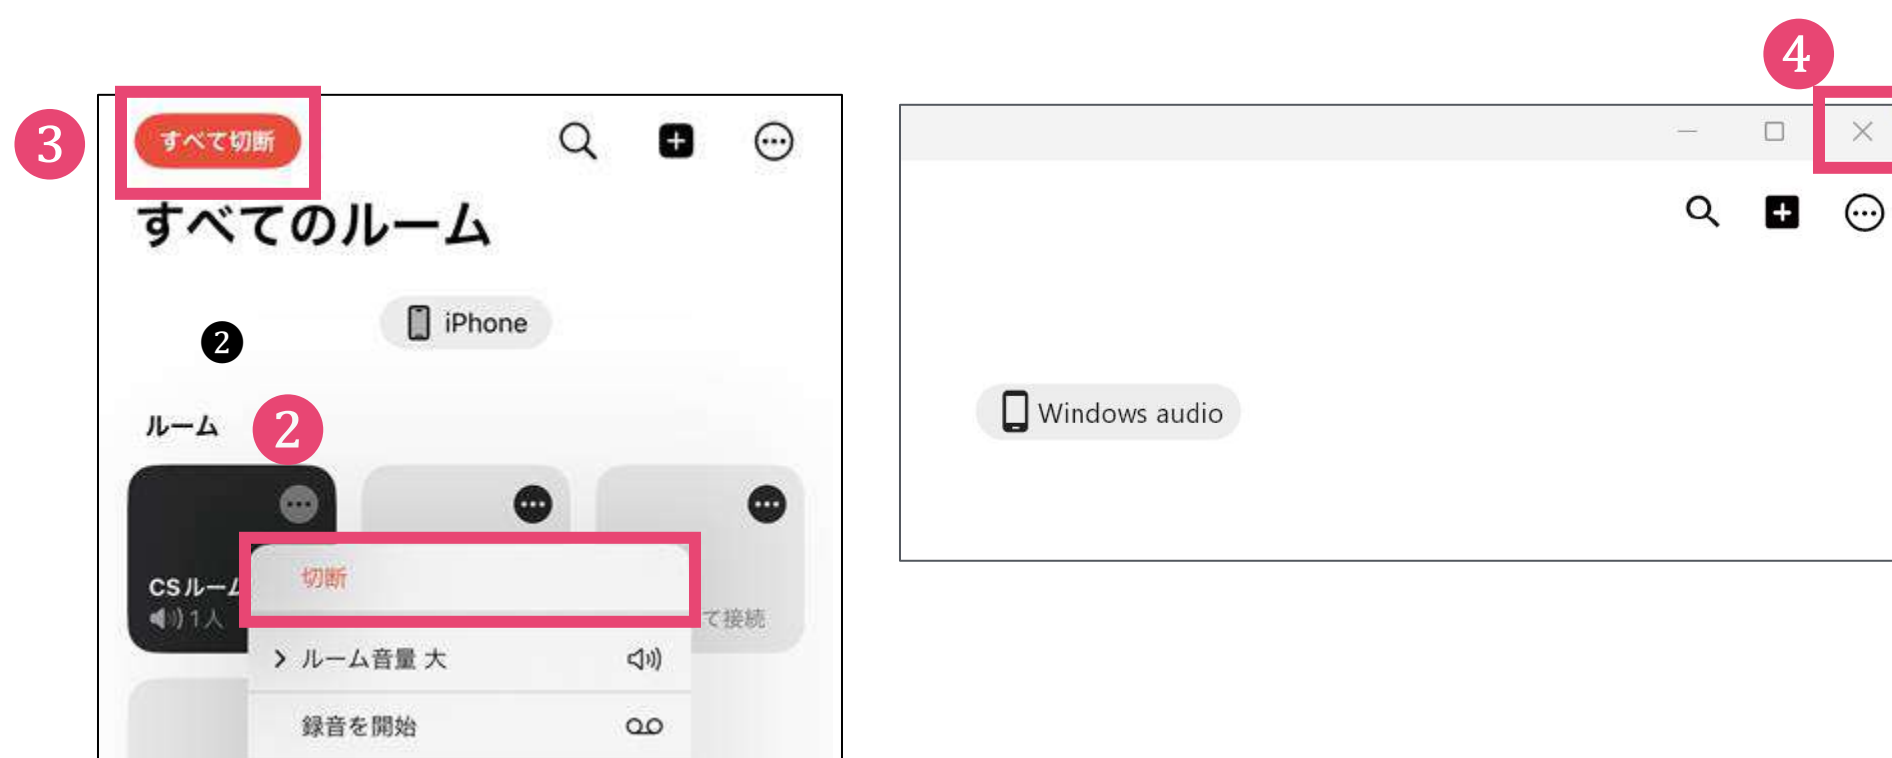 4
3
すべて切断
すべてのルーム
iPhone
2
ルーム
2
CSルーム
1人
切断
て接続
ルーム音量 大
録音を開始
Windows audio